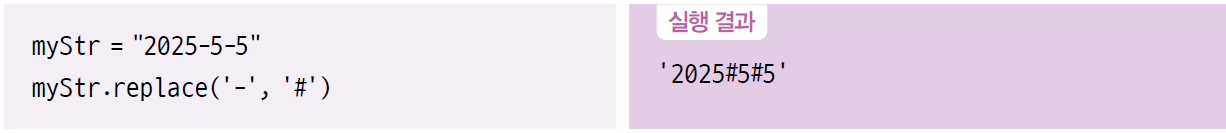 myStr = "2025-5-5"
myStr.replace('-', '#')
실행 결과
'2025#5#5'